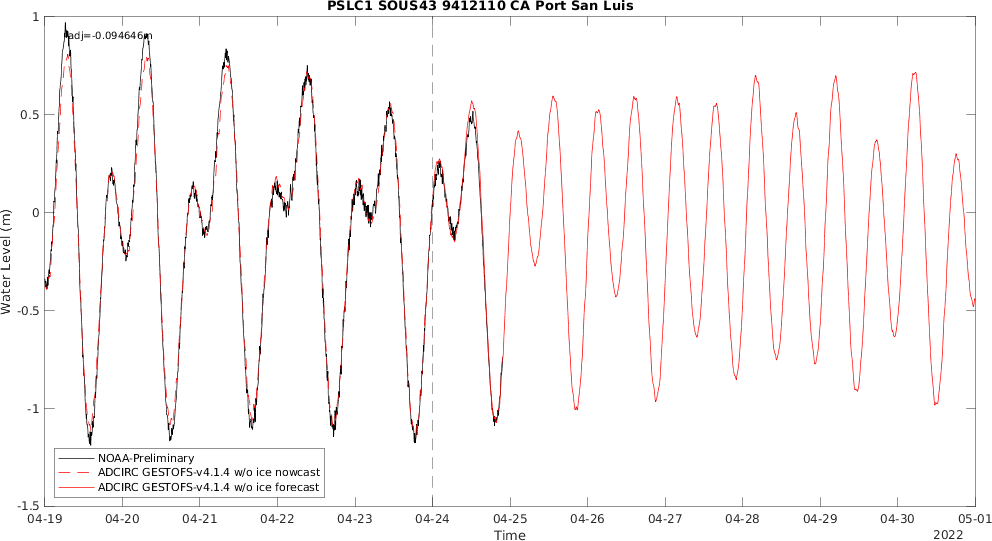 PSLC1 SOUS43 9412110 CA Port San Luis
adj=-0.094646m
1
0.5
0
-0.5
-1
-1.5
Water Level (m)
NOAA-Preliminary
ADCIRC GESTOFS-v4.1.4 w/o ice nowcast
ADCIRC GESTOFS-v4.1.4 w/o ice forecast
04-19 04-20 04-21 04-22 04-23 04-24 04-25 04-26 04-27 04-28 04-29 04-30 05-01
Time
2022